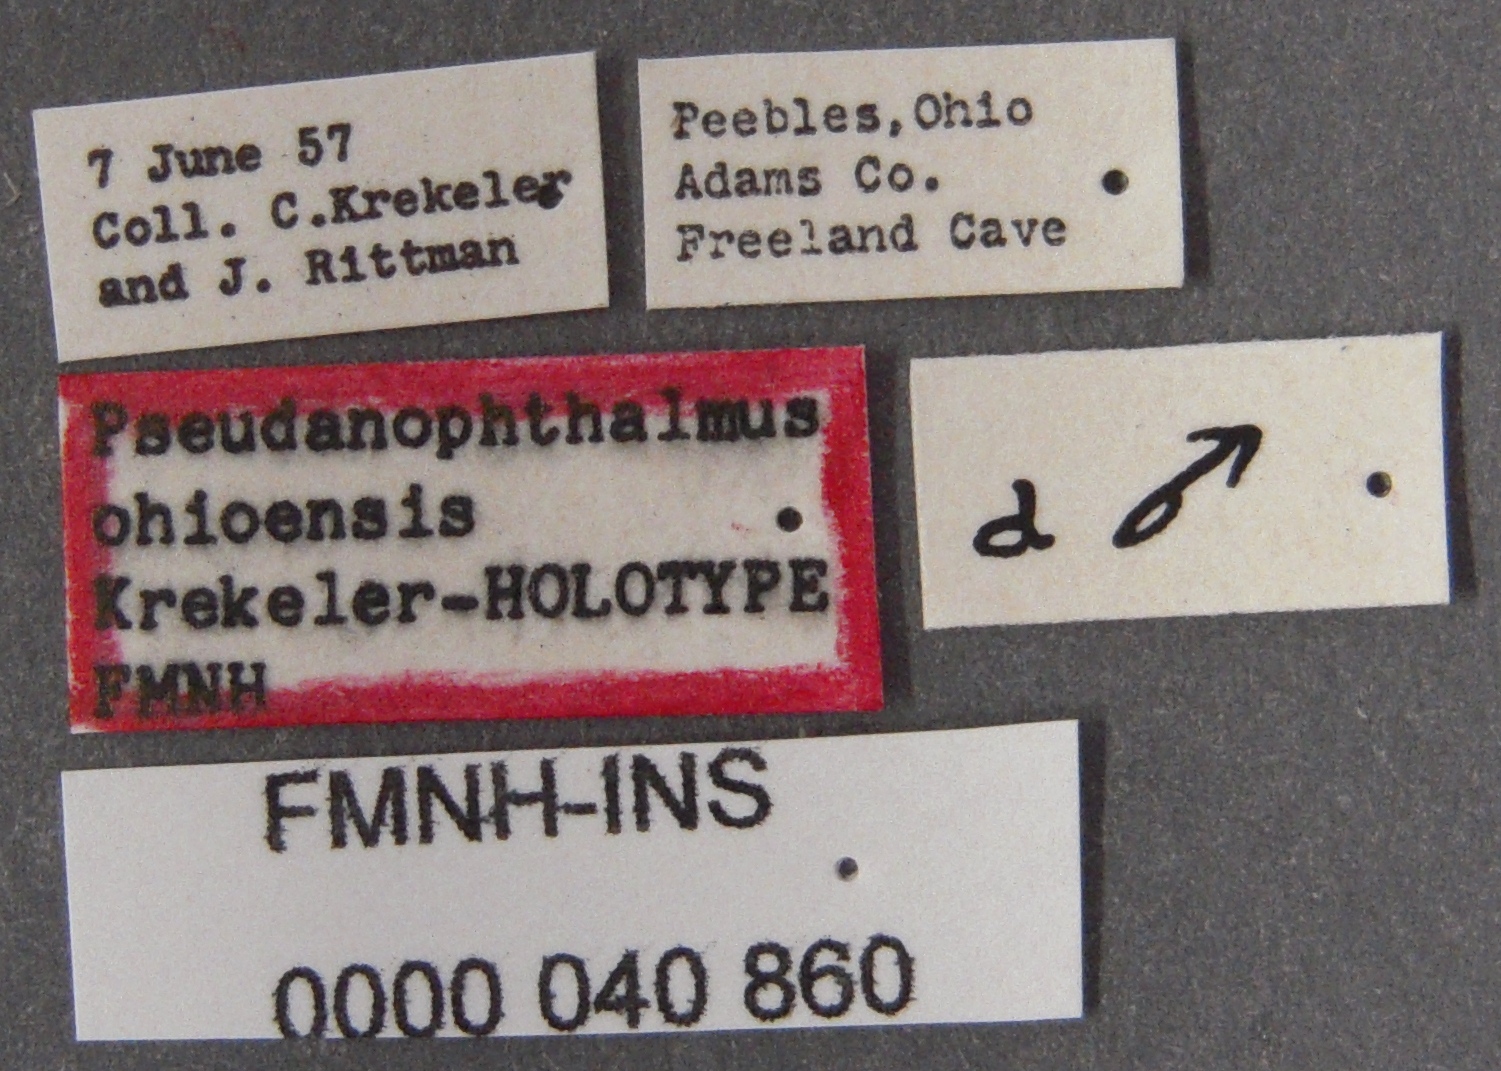 7 June 57
Coll. C.Krekeler
and J. Rittman
Peebles,Ohio
Adams Co.
Freeland Cave
Pseudanophthalmus
ohioensis
Krekeler-HOLOTYPE
FMNH
d ♂
FMNH-INS
0000 040 860